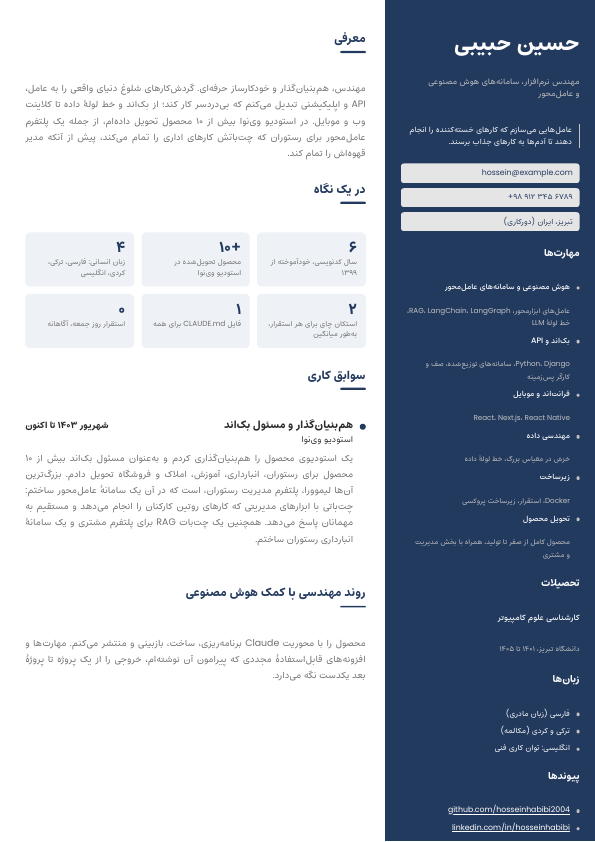 حسین حبیبی
مهندس نرم‌افزار، سامانه‌های هوش مصنوعی
و عامل‌محور
عامل‌هایی می‌سازم که کارهای خسته‌کننده را انجام
دهند تا آدم‌ها به کارهای جذاب برسند.
hossein@example.com
+۹۸ ۹۱۲ ۳۴۵ ۶۷۸۹
تبریز، ایران (دورکاری)
مهارت‌ها
هوش مصنوعی و سامانه‌های عامل‌محور
عامل‌های ابزارمحور، RAG، LangChain، LangGraph،
خط لولهٔ LLM
بک‌اند و API
Python، Django، سامانه‌های توزیع‌شده، صف و
کارگر پس‌زمینه
فرانت‌اند و موبایل
React، Next.js، React Native
مهندسی داده
خزش در مقیاس بزرگ، خط لولهٔ داده
زیرساخت
Docker، استقرار، زیرساخت پروکسی
تحویل محصول
محصول کامل از صفر تا تولید، همراه با بخش مدیریت
و مشتری
تحصیلات
کارشناسی علوم کامپیوتر
دانشگاه تبریز، ۱۴۰۱ تا ۱۴۰۵
زبان‌ها
فارسی (زبان مادری)
ترکی و کردی (مکالمه)
انگلیسی: توان کاری فنی
پیوندها
github.com/hosseinhabibi2004
linkedin.com/in/hosseinhabibi
معرفی
مهندس، هم‌بنیان‌گذار و خودکارساز حرفه‌ای. گردش‌کارهای شلوغ دنیای واقعی را به عامل،
API و اپلیکیشنی تبدیل می‌کنم که بی‌دردسر کار کند؛ از بک‌اند و خط لولهٔ داده تا کلاینت
وب و موبایل. در استودیو وی‌نوا بیش از ۱۰ محصول تحویل داده‌ام، از جمله یک پلتفرم
عامل‌محور برای رستوران که چت‌باتش کارهای اداری را تمام می‌کند، پیش از آنکه مدیر
قهوه‌اش را تمام کند.
در یک نگاه
۶
سال کدنویسی، خودآموخته از
۱۳۹۹
۱۰+
محصول تحویل‌شده در
استودیو وی‌نوا
۴
زبان انسانی: فارسی، ترکی،
کردی، انگلیسی
۲
استکان چای برای هر استقرار،
به‌طور میانگین
۱
فایل CLAUDE.md برای همه
۰
استقرار روز جمعه، آگاهانه
سوابق کاری
هم‌بنیان‌گذار و مسئول بک‌اند
شهریور ۱۴۰۳ تا اکنون
استودیو وی‌نوا
یک استودیوی محصول را هم‌بنیان‌گذاری کردم و به‌عنوان مسئول بک‌اند بیش از ۱۰
محصول برای رستوران، انبارداری، آموزش، املاک و فروشگاه تحویل دادم. بزرگ‌ترین
آن‌ها لیموورا، پلتفرم مدیریت رستوران، است که در آن یک سامانهٔ عامل‌محور ساختم:
چت‌باتی با ابزارهای مدیریتی که کارهای روتین کارکنان را انجام می‌دهد و مستقیم به
مهمانان پاسخ می‌دهد. همچنین یک چت‌بات RAG برای پلتفرم مشتری و یک سامانهٔ
انبارداری رستوران ساختم.
روند مهندسی با کمک هوش مصنوعی
محصول را با محوریت Claude برنامه‌ریزی، ساخت، بازبینی و منتشر می‌کنم. مهارت‌ها و
افزونه‌های قابل‌استفادهٔ مجددی که پیرامون آن نوشته‌ام، خروجی را از یک پروژه تا پروژهٔ
بعد یکدست نگه می‌دارد.